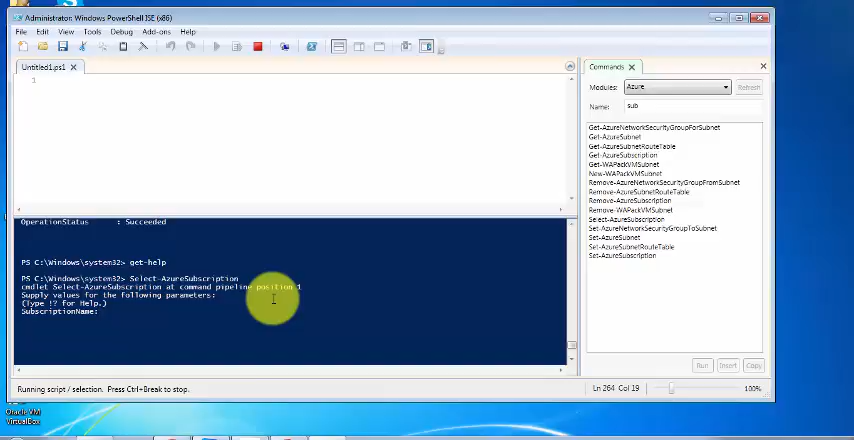 Administrator: Windows PowerShell ISE (x86)
File Edit View Tools Debug Add-ons Help
Untitled1.ps1
1
OperationStatus : Succeeded
PS C:\Windows\system32> get-help
PS C:\Windows\system32> Select-AzureSubscription
cmdlet Select-AzureSubscription at command pipeline position 1
Supply values for the following parameters:
(Type !? for Help.)
SubscriptionName:
Commands
Modules: Azure Refresh
Name: sub
Get-AzureNetworkSecurityGroupForSubnet
Get-AzureSubnet
Get-AzureSubnetRouteTable
Get-AzureSubscription
Get-WAPackVMSubnet
New-WAPackVMSubnet
Remove-AzureNetworkSecurityGroupFromSubnet
Remove-AzureSubnetRouteTable
Remove-AzureSubscription
Remove-WAPackVMSubnet
Select-AzureSubscription
Set-AzureNetworkSecurityGroupToSubnet
Set-AzureSubnet
Set-AzureSubnetRouteTable
Set-AzureSubscription
Run Insert Copy
Running script / selection. Press Ctrl+Break to stop.
Ln 264 Col 19
100%
Oracle VM
VirtualBox